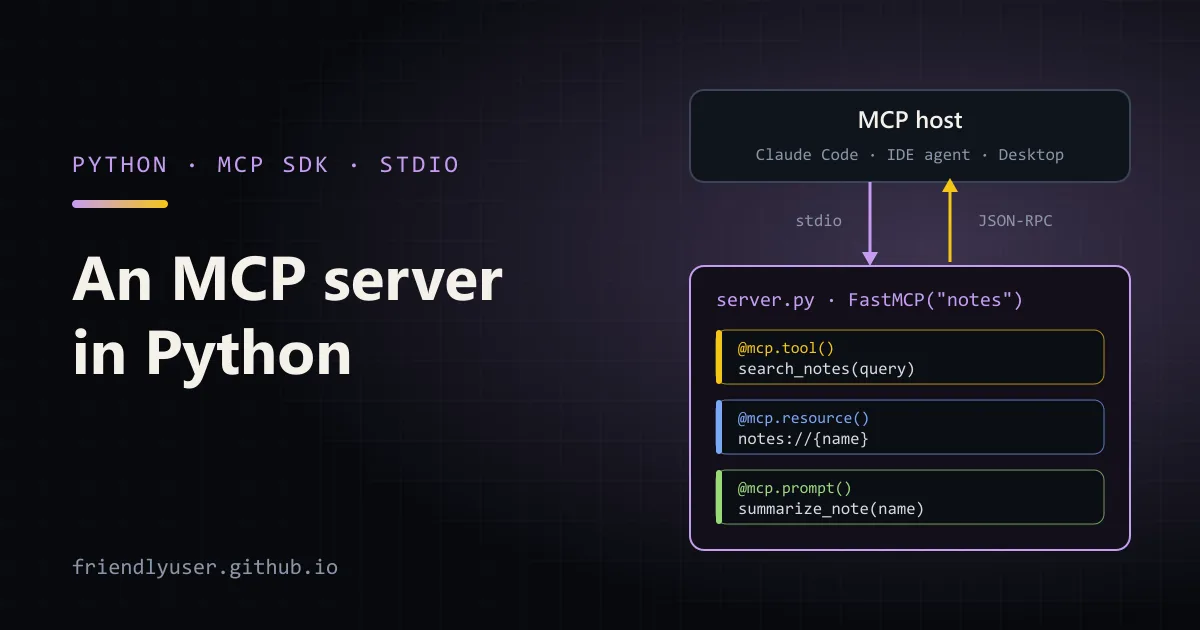 PYTHON · MCP SDK · STDIO
An MCP server
in Python
friendlyuser.github.io
MCP host
Claude Code · IDE agent · Desktop
stdio
JSON-RPC
server.py · FastMCP("notes")
@mcp.tool()
search_notes(query)
@mcp.resource()
notes://{name}
@mcp.prompt()
summarize_note(name)